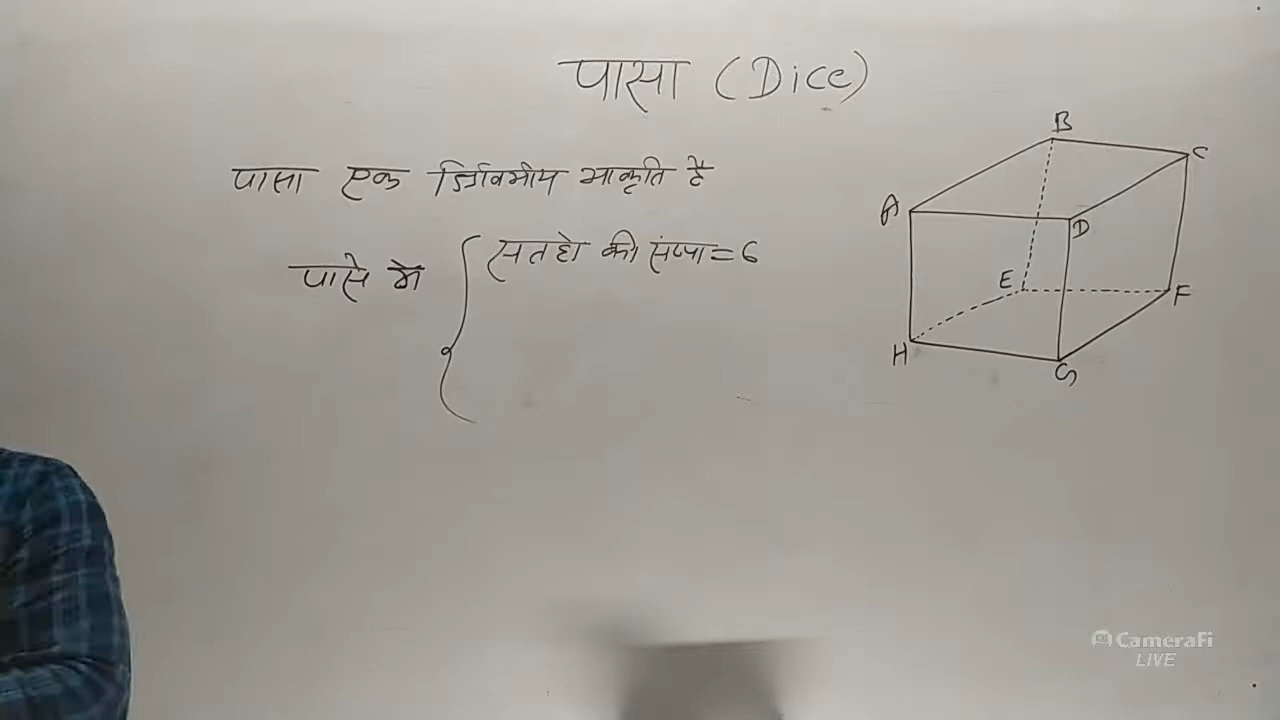 पासा (Dice)
पासा एक त्रिविमीय आकृति है
पासे मे
सतहो की संख्या = 6
B
C
A
D
E
F
H
G
CameraFi
LIVE